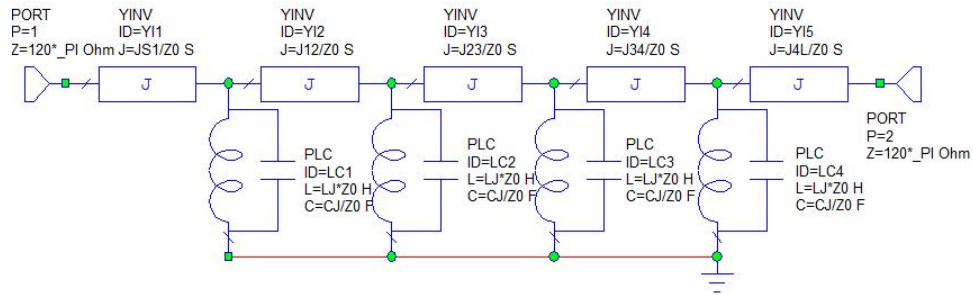 PORT
P=1
Z=120*_PI Ohm
YINV
ID=YI1
J=JS1/Z0 S
YINV
ID=YI2
J=J12/Z0 S
YINV
ID=YI3
J=J23/Z0 S
YINV
ID=YI4
J=J34/Z0 S
YINV
ID=YI5
J=J4L/Z0 S
J
J
J
J
J
PORT
P=2
Z=120*_PI Ohm
PLC
ID=LC1
L=LJ*Z0 H
C=CJ/Z0 F
PLC
ID=LC2
L=LJ*Z0 H
C=CJ/Z0 F
PLC
ID=LC3
L=LJ*Z0 H
C=CJ/Z0 F
PLC
ID=LC4
L=LJ*Z0 H
C=CJ/Z0 F